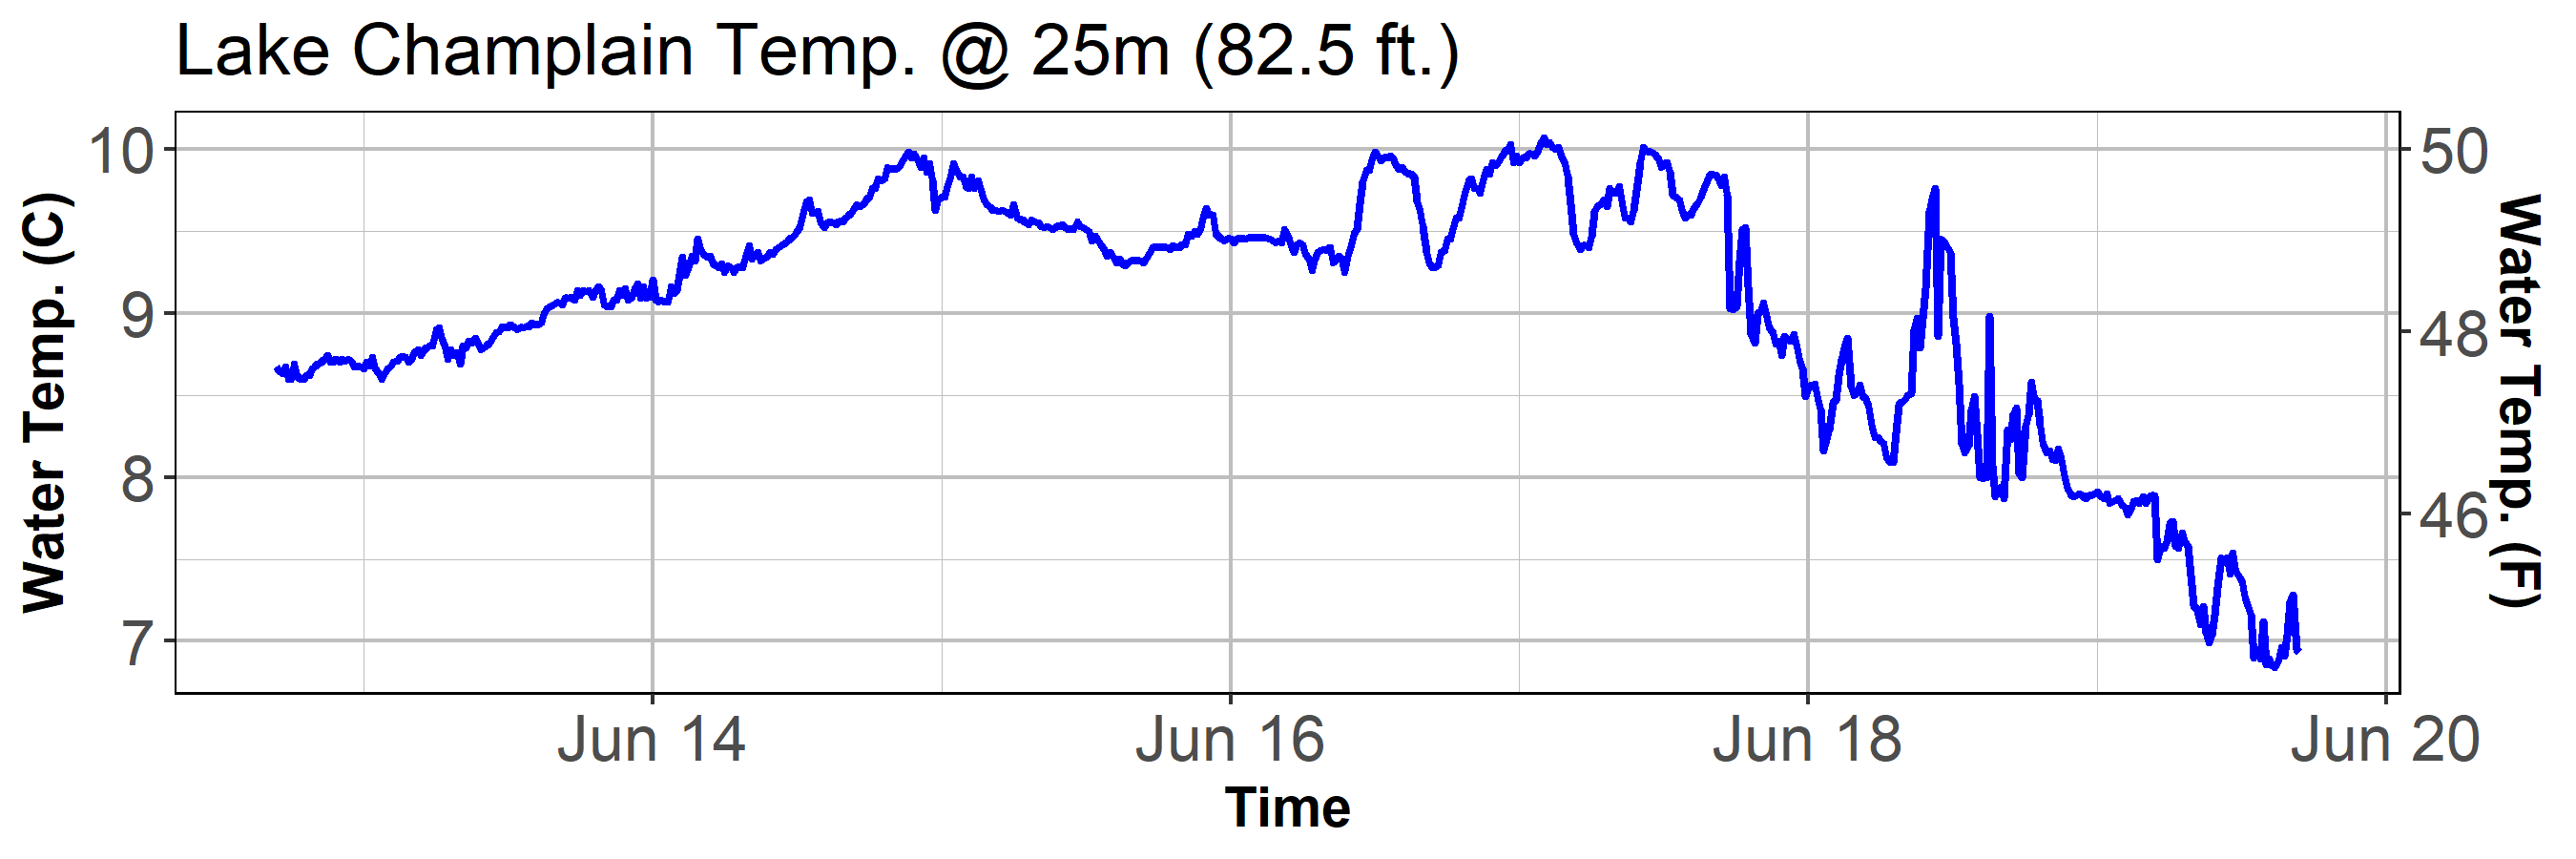 Lake Champlain Temp. @ 25m (82.5 ft.)
Water Temp. (C)
10
9
8
7
50
48
46
Water Temp. (F)
Jun 14
Jun 16
Jun 18
Jun 20
Time